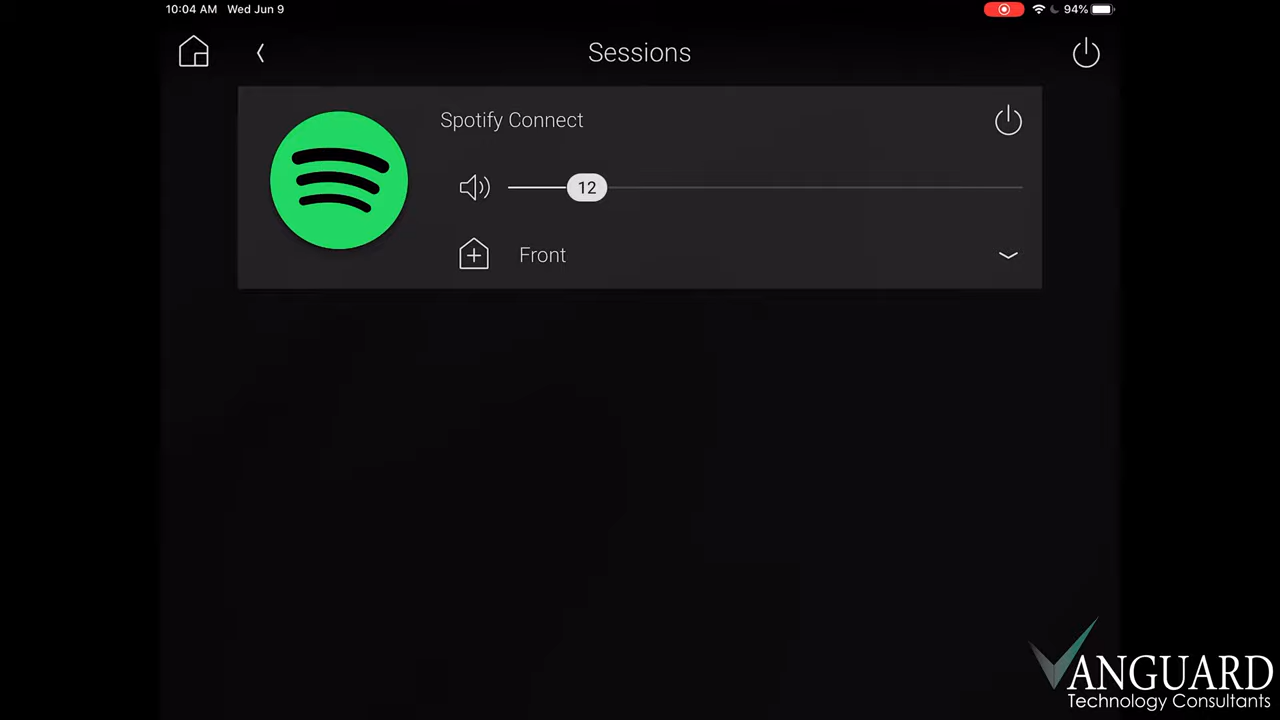 10:04 AM Wed Jun 9
94%
Sessions
Spotify Connect
12
Front
VANGUARD
Technology Consultants